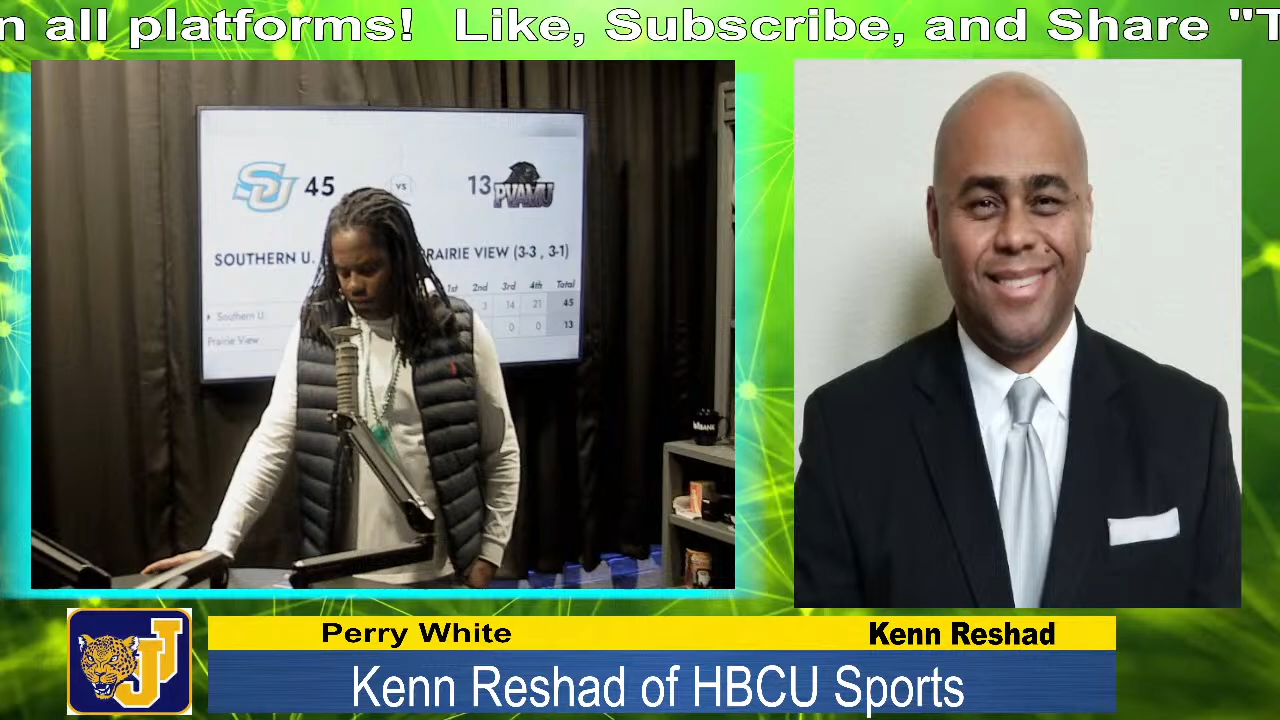 n all platforms! Like, Subscribe, and Share "T
SU 45 VS 13 PVAMU
SOUTHERN U. RAIRIE VIEW (3-3 , 3-1)
1st 2nd 3rd 4th Total
Southern U. 3 14 21 45
Prairie View 0 0 13
BANK
J J
Perry White Kenn Reshad
Kenn Reshad of HBCU Sports